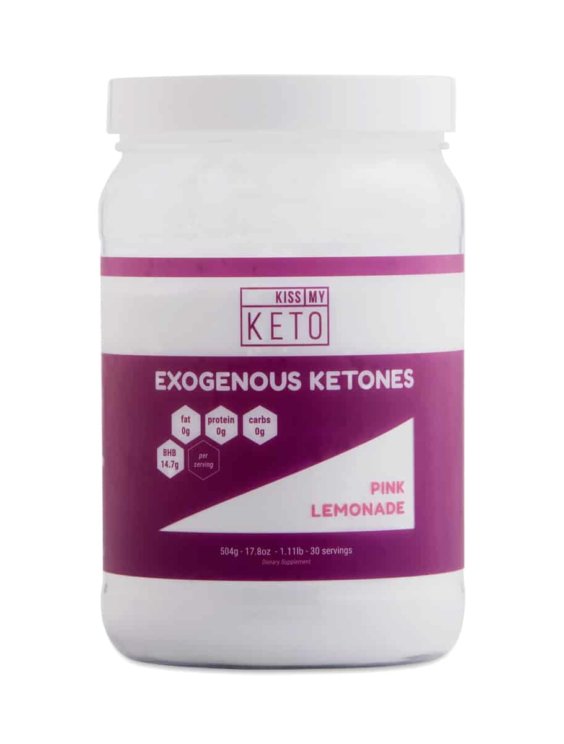 KISS MY
KETO
EXOGENOUS KETONES
fat
0g
protein
0g
carbs
0g
BHB
14.7g
per
serving
PINK
LEMONADE
504g - 17.8oz - 1.11lb - 30 servings
Dietary Supplement